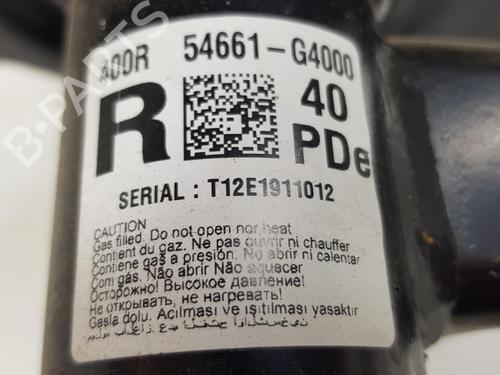 A00R 54661-G4000
R
40
PDe
SERIAL : T12E1911012
CAUTION
Gas filled. Do not open nor heat
Contient du gaz. Ne pas ouvrir ni chauffer
Contiene gas a presión. No abrir ni calentar
Com gás. Não abrir Não aquecer
Осторожно! Высокое давление!
Не открывать, не нагревать!
Gasla dolu. Açılması ve ısıtılması yasaktır
B-PARTS